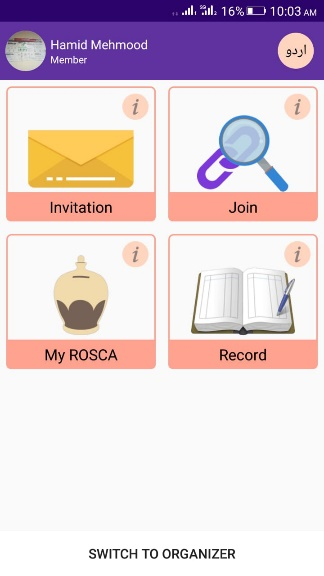 16% 10:03 AM
Hamid Mehmood
Member
اردو
i
i
Invitation
Join
i
i
My ROSCA
Record
SWITCH TO ORGANIZER